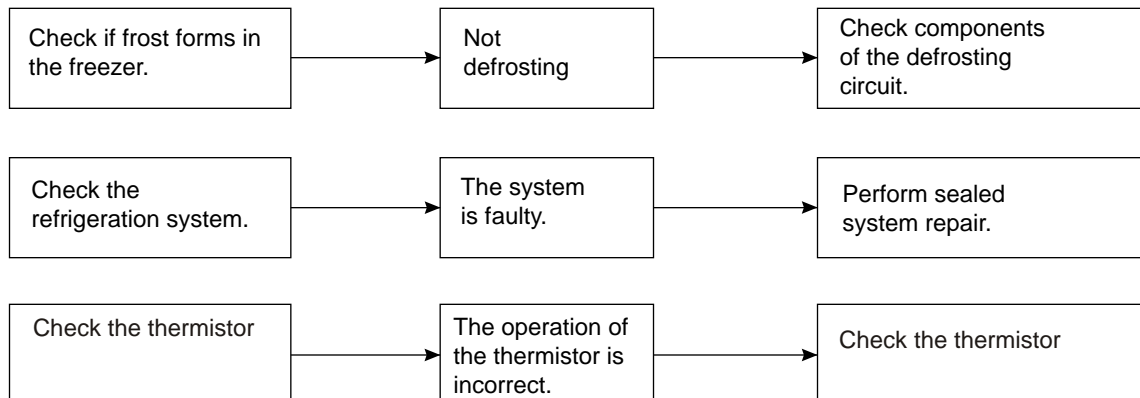 Check if frost forms in
the freezer.
Not
defrosting
Check components
of the defrosting
circuit.
Check the
refrigeration system.
The system
is faulty.
Perform sealed
system repair.
Check the thermistor
The operation of
the thermistor is
incorrect.
Check the thermistor